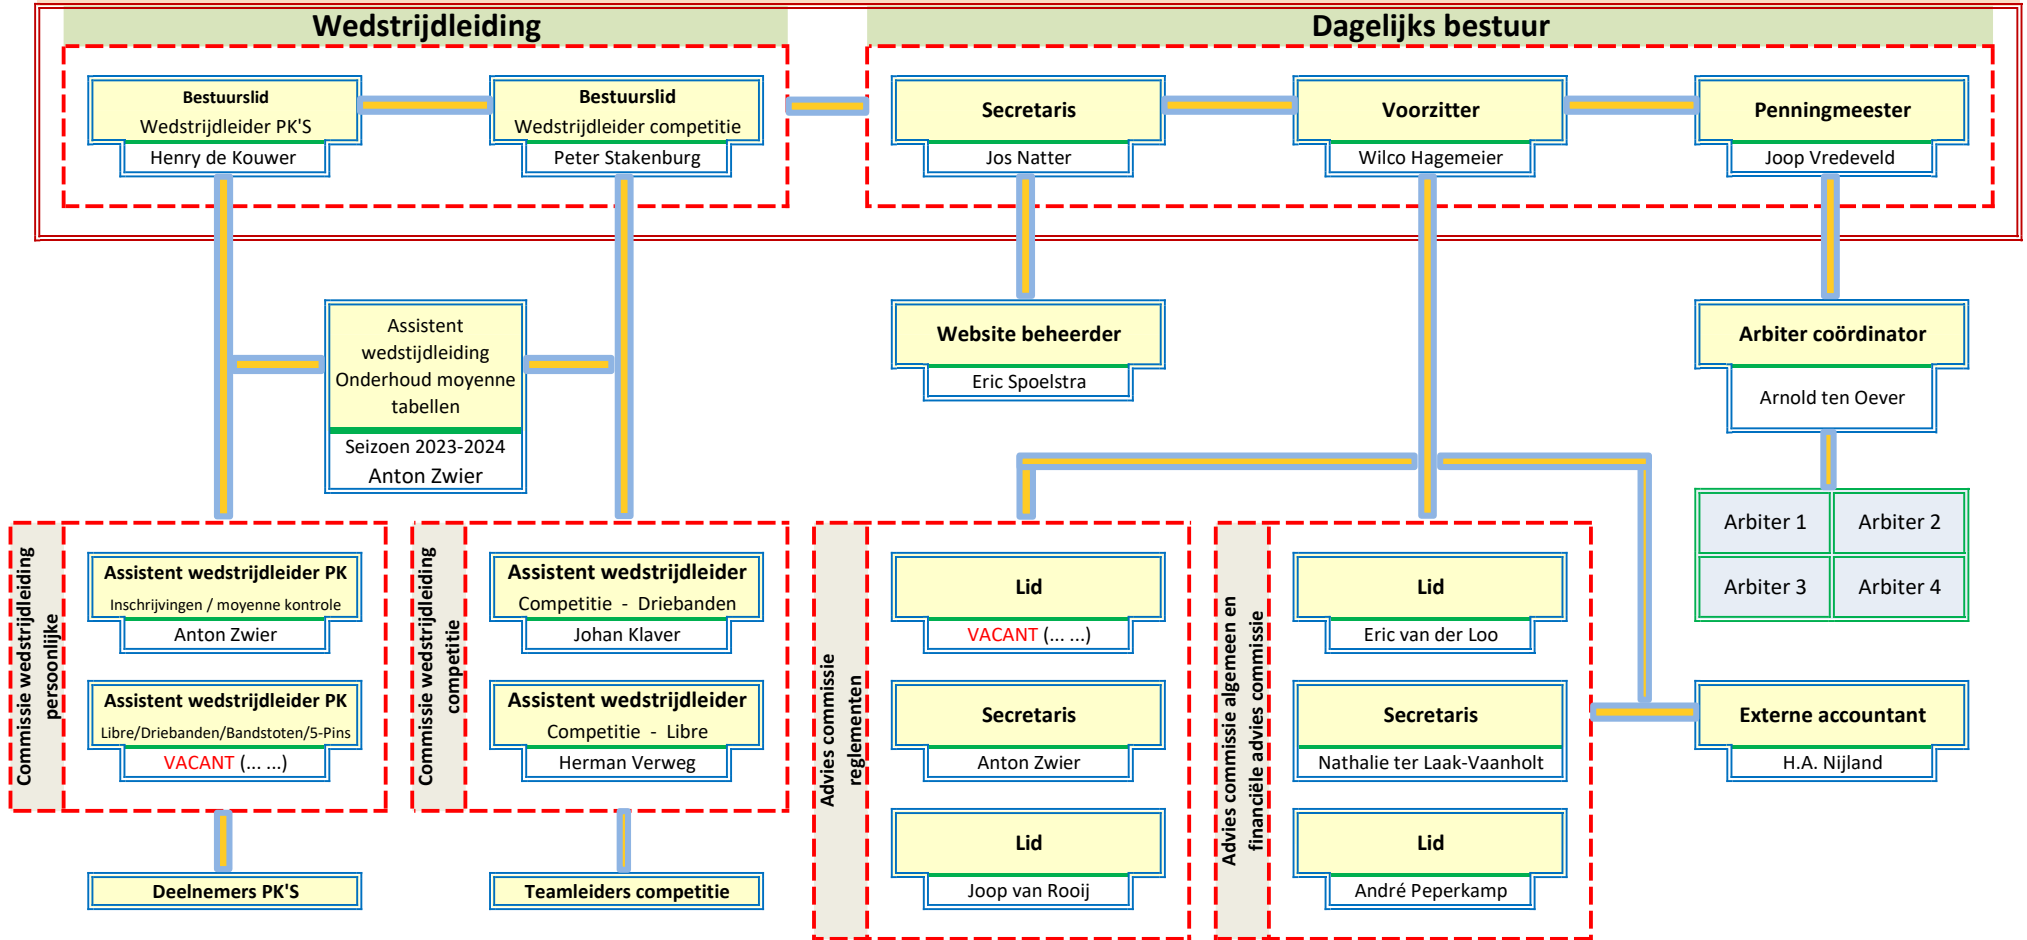 Wedstrijdleiding
Dagelijks bestuur
Bestuurslid
Wedstrijdleider PK'S
Henry de Kouwer
Bestuurslid
Wedstrijdleider competitie
Peter Stakenburg
Secretaris
Jos Natter
Voorzitter
Wilco Hagemeier
Penningmeester
Joop Vredeveld
Assistent
wedstijdleiding
Onderhoud moyenne
tabellen
Seizoen 2023-2024
Anton Zwier
Website beheerder
Eric Spoelstra
Arbiter coördinator
Arnold ten Oever
Arbiter 1
Arbiter 2
Arbiter 3
Arbiter 4
Commissie wedstrijdleiding
persoonlijke
Assistent wedstrijdleider PK
Inschrijvingen / moyenne kontrole
Anton Zwier
Assistent wedstrijdleider PK
Libre/Driebanden/Bandstoten/5-Pins
VACANT (... ...)
Deelnemers PK'S
Commissie wedstrijdleiding
competitie
Assistent wedstrijdleider
Competitie - Driebanden
Johan Klaver
Assistent wedstrijdleider
Competitie - Libre
Herman Verweg
Teamleiders competitie
Advies commissie
reglementen
Lid
VACANT (... ...)
Secretaris
Anton Zwier
Lid
Joop van Rooij
Advies commissie algemeen en
financiële advies commissie
Lid
Eric van der Loo
Secretaris
Nathalie ter Laak-Vaanholt
Lid
André Peperkamp
Externe accountant
H.A. Nijland